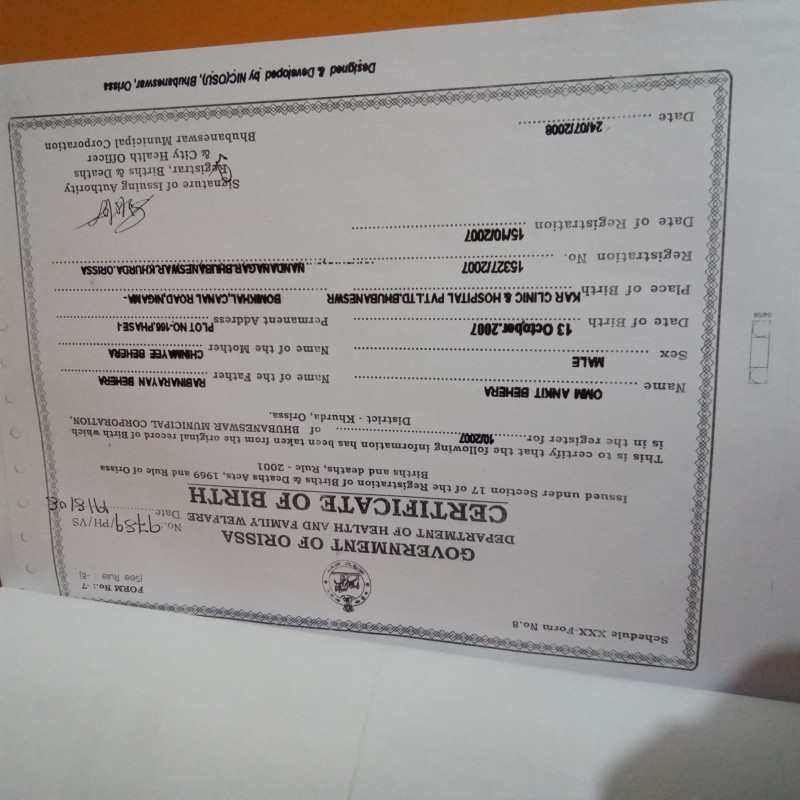 Schedule XXX-Form No.8
FORM No.:-7
(See Rule : -8)
GOVERNMENT OF ORISSA
DEPARTMENT OF HEALTH AND FAMILY WELFARE
CERTIFICATE OF BIRTH
No.:9789/PH/VS
Date
Issued under Section 17 of the Registration of Births & Deaths, Acts, 1969 and Rule of Orissa
Births and deaths, Rule - 2001
This is to certify that the following information has been taken from the original record of Birth which
is in the register for 10/2007 of BHUBANESWAR MUNICIPAL CORPORATION,
District - Khurda, Orissa.
Name OMM ANKIT BEHERA
Name of the Father RABINARAYAN BEHERA
Sex MALE
Name of the Mother CHINMAYEE BEHERA
Date of Birth 13 October,2007
Permanent Address PLOT NO-166,PHASE-I
Place of Birth KAR CLINIC & HOSPITAL PVT.LTD.BHUBANESWR
BOMIKHAL,CANAL ROAD,NIGAMA-
Registration No. 15327/2007
NANDANAGAR.BHUBANESWAR.KHURDA.ORISSA
Date of Registration 15/10/2007
Signature of Issuing Authority
Registrar, Births & Deaths
& City Health Officer
Bhubaneswar Municipal Corporation
Date 24/07/2008
Designed & Developed by NIC(OSU), Bhubaneswar, Orissa